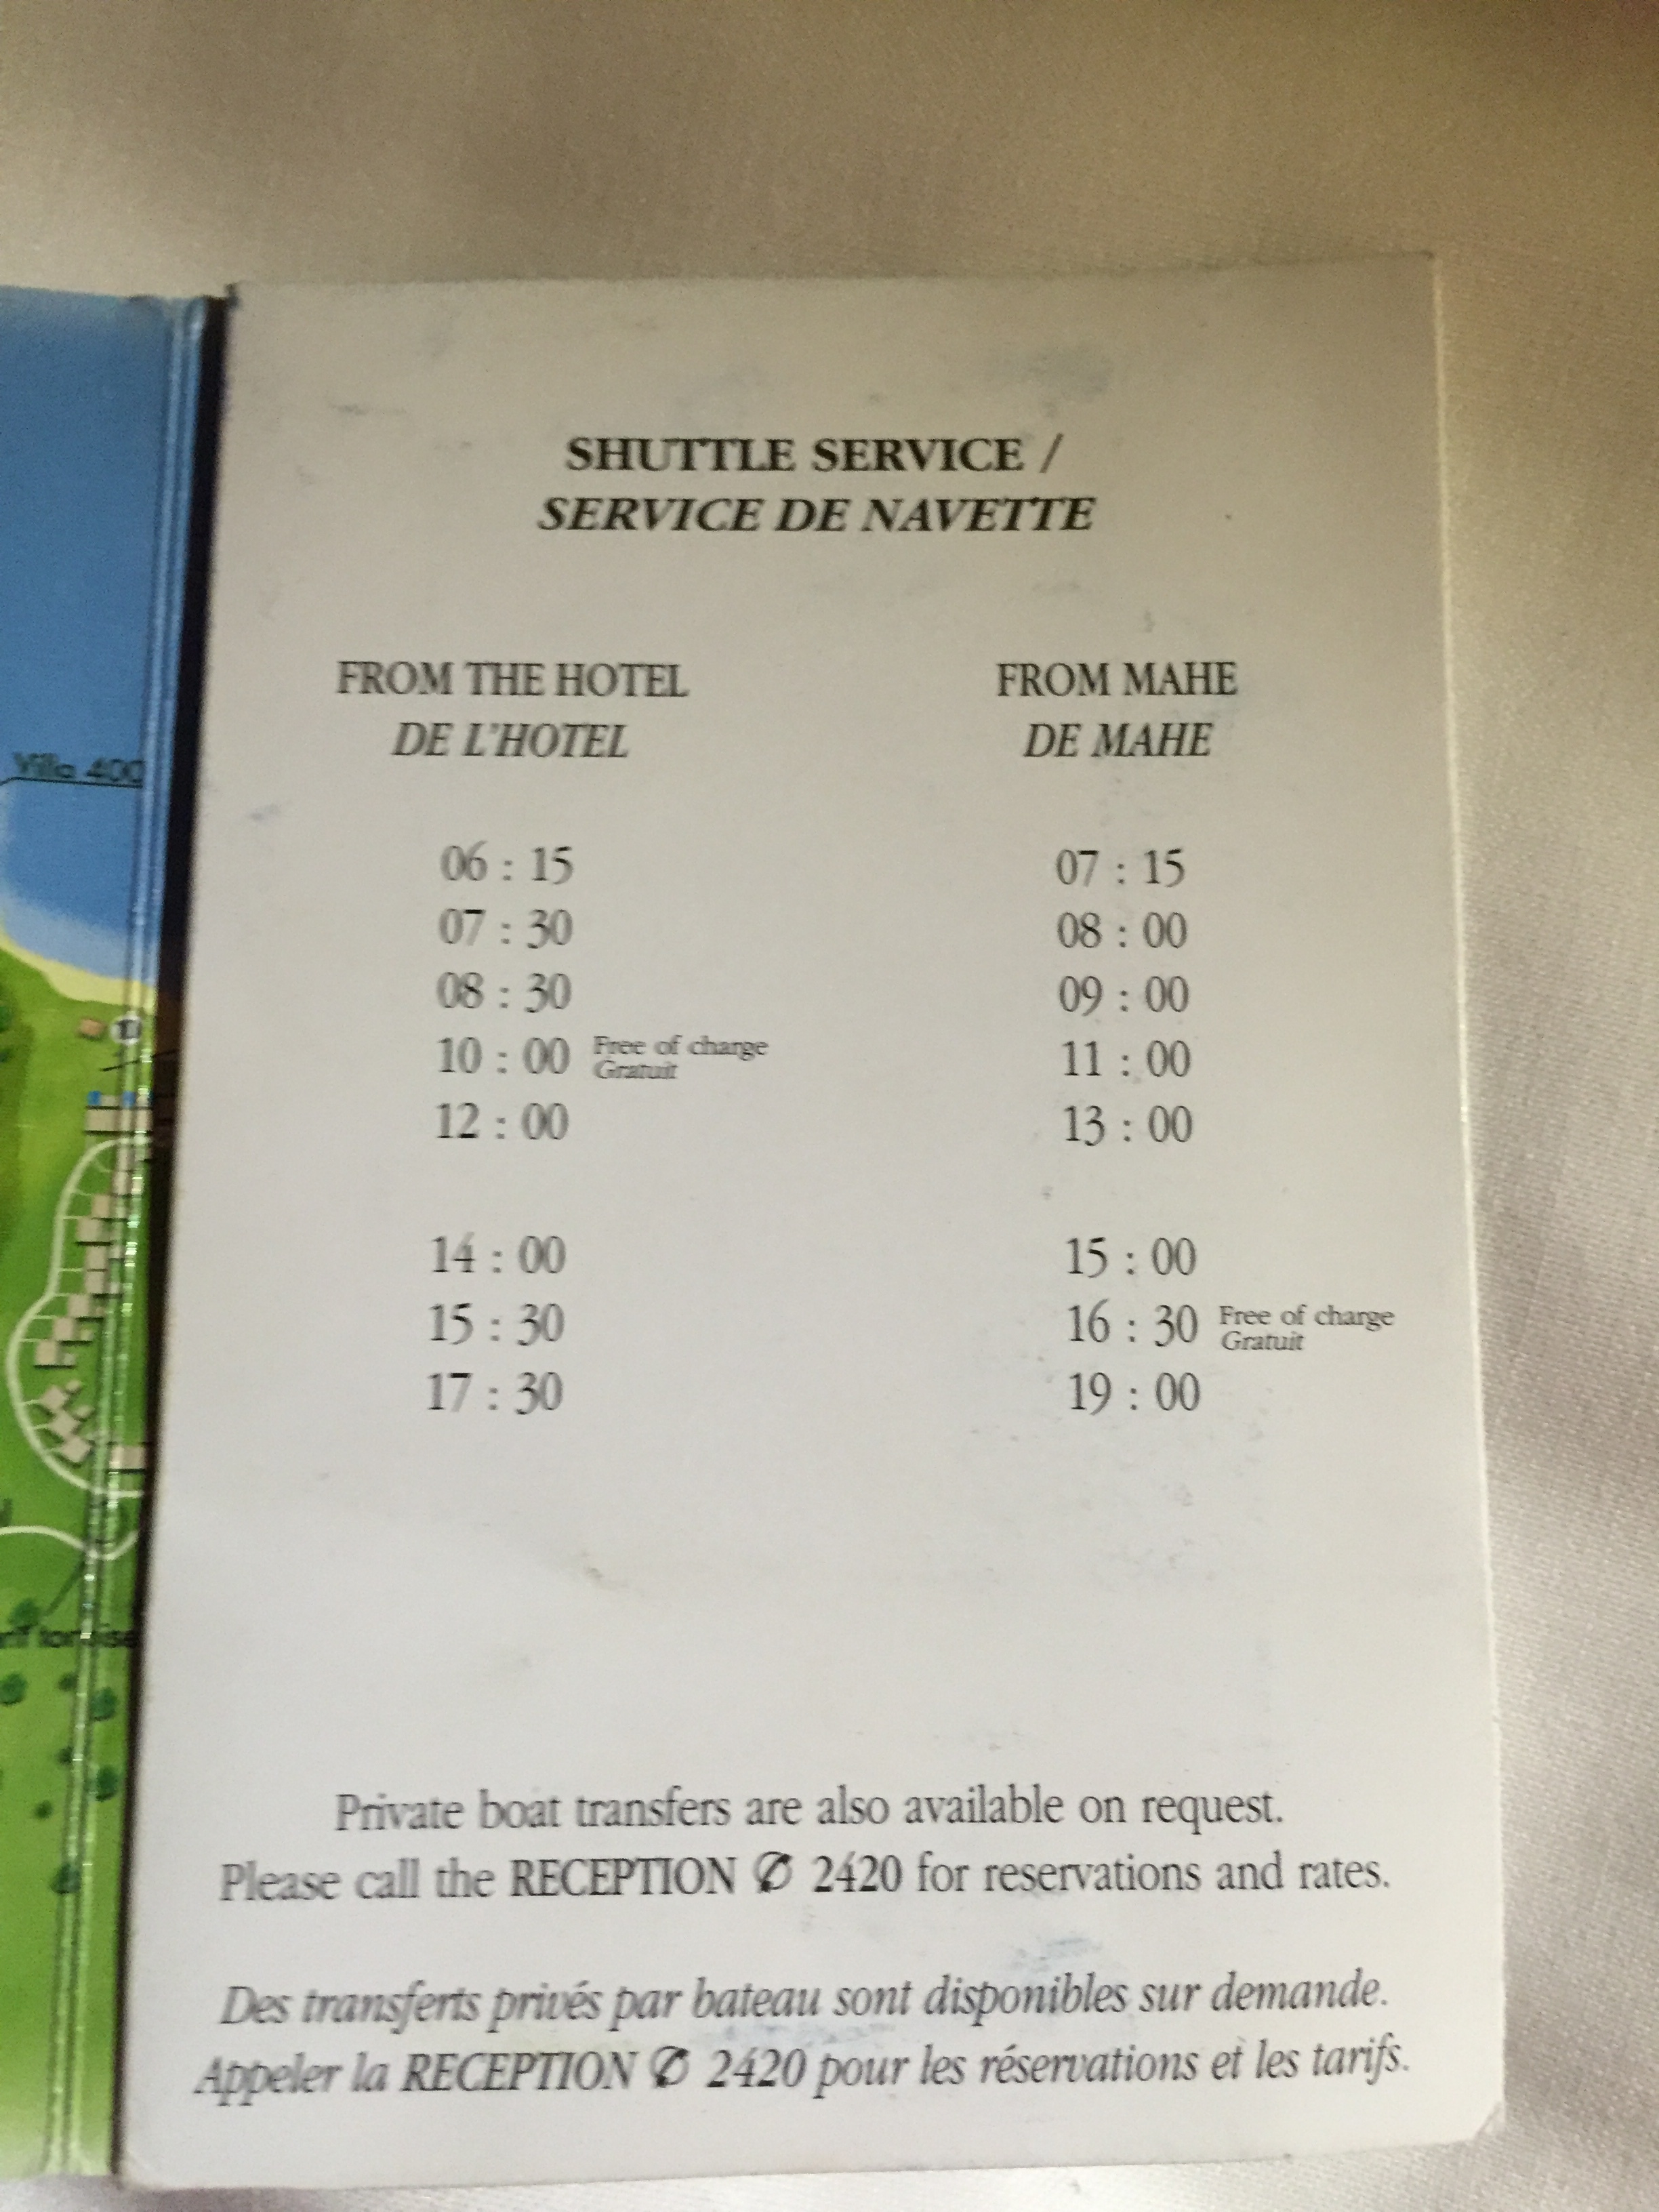 SHUTTLE SERVICE /
SERVICE DE NAVETTE
FROM THE HOTEL
DE L'HOTEL
06 : 15
07 : 30
08 : 30
10 : 00 Free of charge
Gratuit
12 : 00
14 : 00
15 : 30
17 : 30
FROM MAHE
DE MAHE
07 : 15
08 : 00
09 : 00
11 : 00
13 : 00
15 : 00
16 : 30 Free of charge
Gratuit
19 : 00
Private boat transfers are also available on request.
Please call the RECEPTION ✆ 2420 for reservations and rates.
Des transferts privés par bateau sont disponibles sur demande.
Appeler la RECEPTION ✆ 2420 pour les réservations et les tarifs.
Villa 400